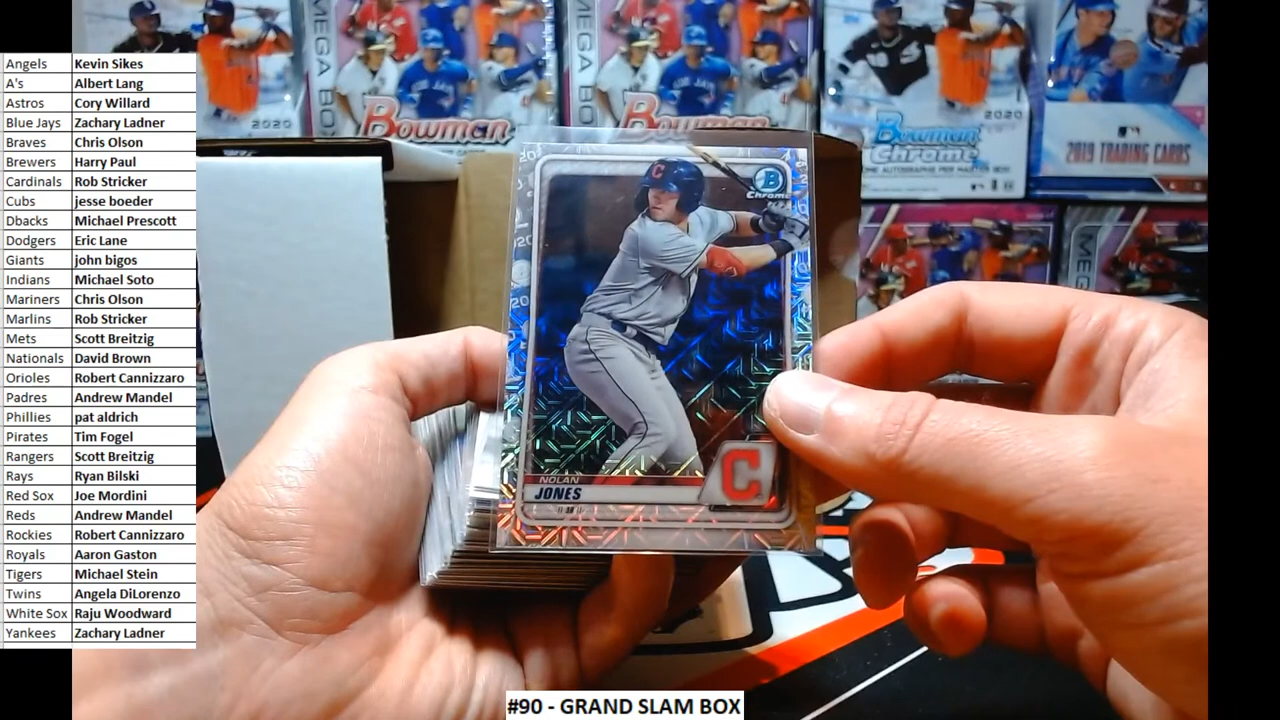 Angels Kevin Sikes
A's Albert Lang
Astros Cory Willard
Blue Jays Zachary Ladner
Braves Chris Olson
Brewers Harry Paul
Cardinals Rob Stricker
Cubs jesse boeder
Dbacks Michael Prescott
Dodgers Eric Lane
Giants john bigos
Indians Michael Soto
Mariners Chris Olson
Marlins Rob Stricker
Mets Scott Breitzig
Nationals David Brown
Orioles Robert Cannizzaro
Padres Andrew Mandel
Phillies pat aldrich
Pirates Tim Fogel
Rangers Scott Breitzig
Rays Ryan Bilski
Red Sox Joe Mordini
Reds Andrew Mandel
Rockies Robert Cannizzaro
Royals Aaron Gaston
Tigers Michael Stein
Twins Angela DiLorenzo
White Sox Raju Woodward
Yankees Zachary Ladner
2020
MEGA BOX
Bowman
Bowman
2020
Bowman
Chrome
2019 TRADING CARDS
C
B
Chrome
NOLAN
JONES
C
#90 - GRAND SLAM BOX